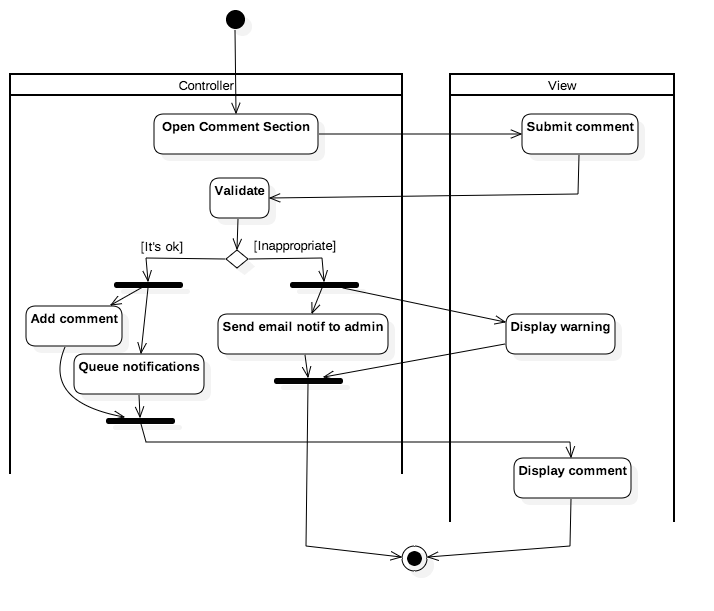 Controller
View
Open Comment Section
Submit comment
Validate
[It's ok]
[Inappropriate]
Add comment
Send email notif to admin
Display warning
Queue notifications
Display comment